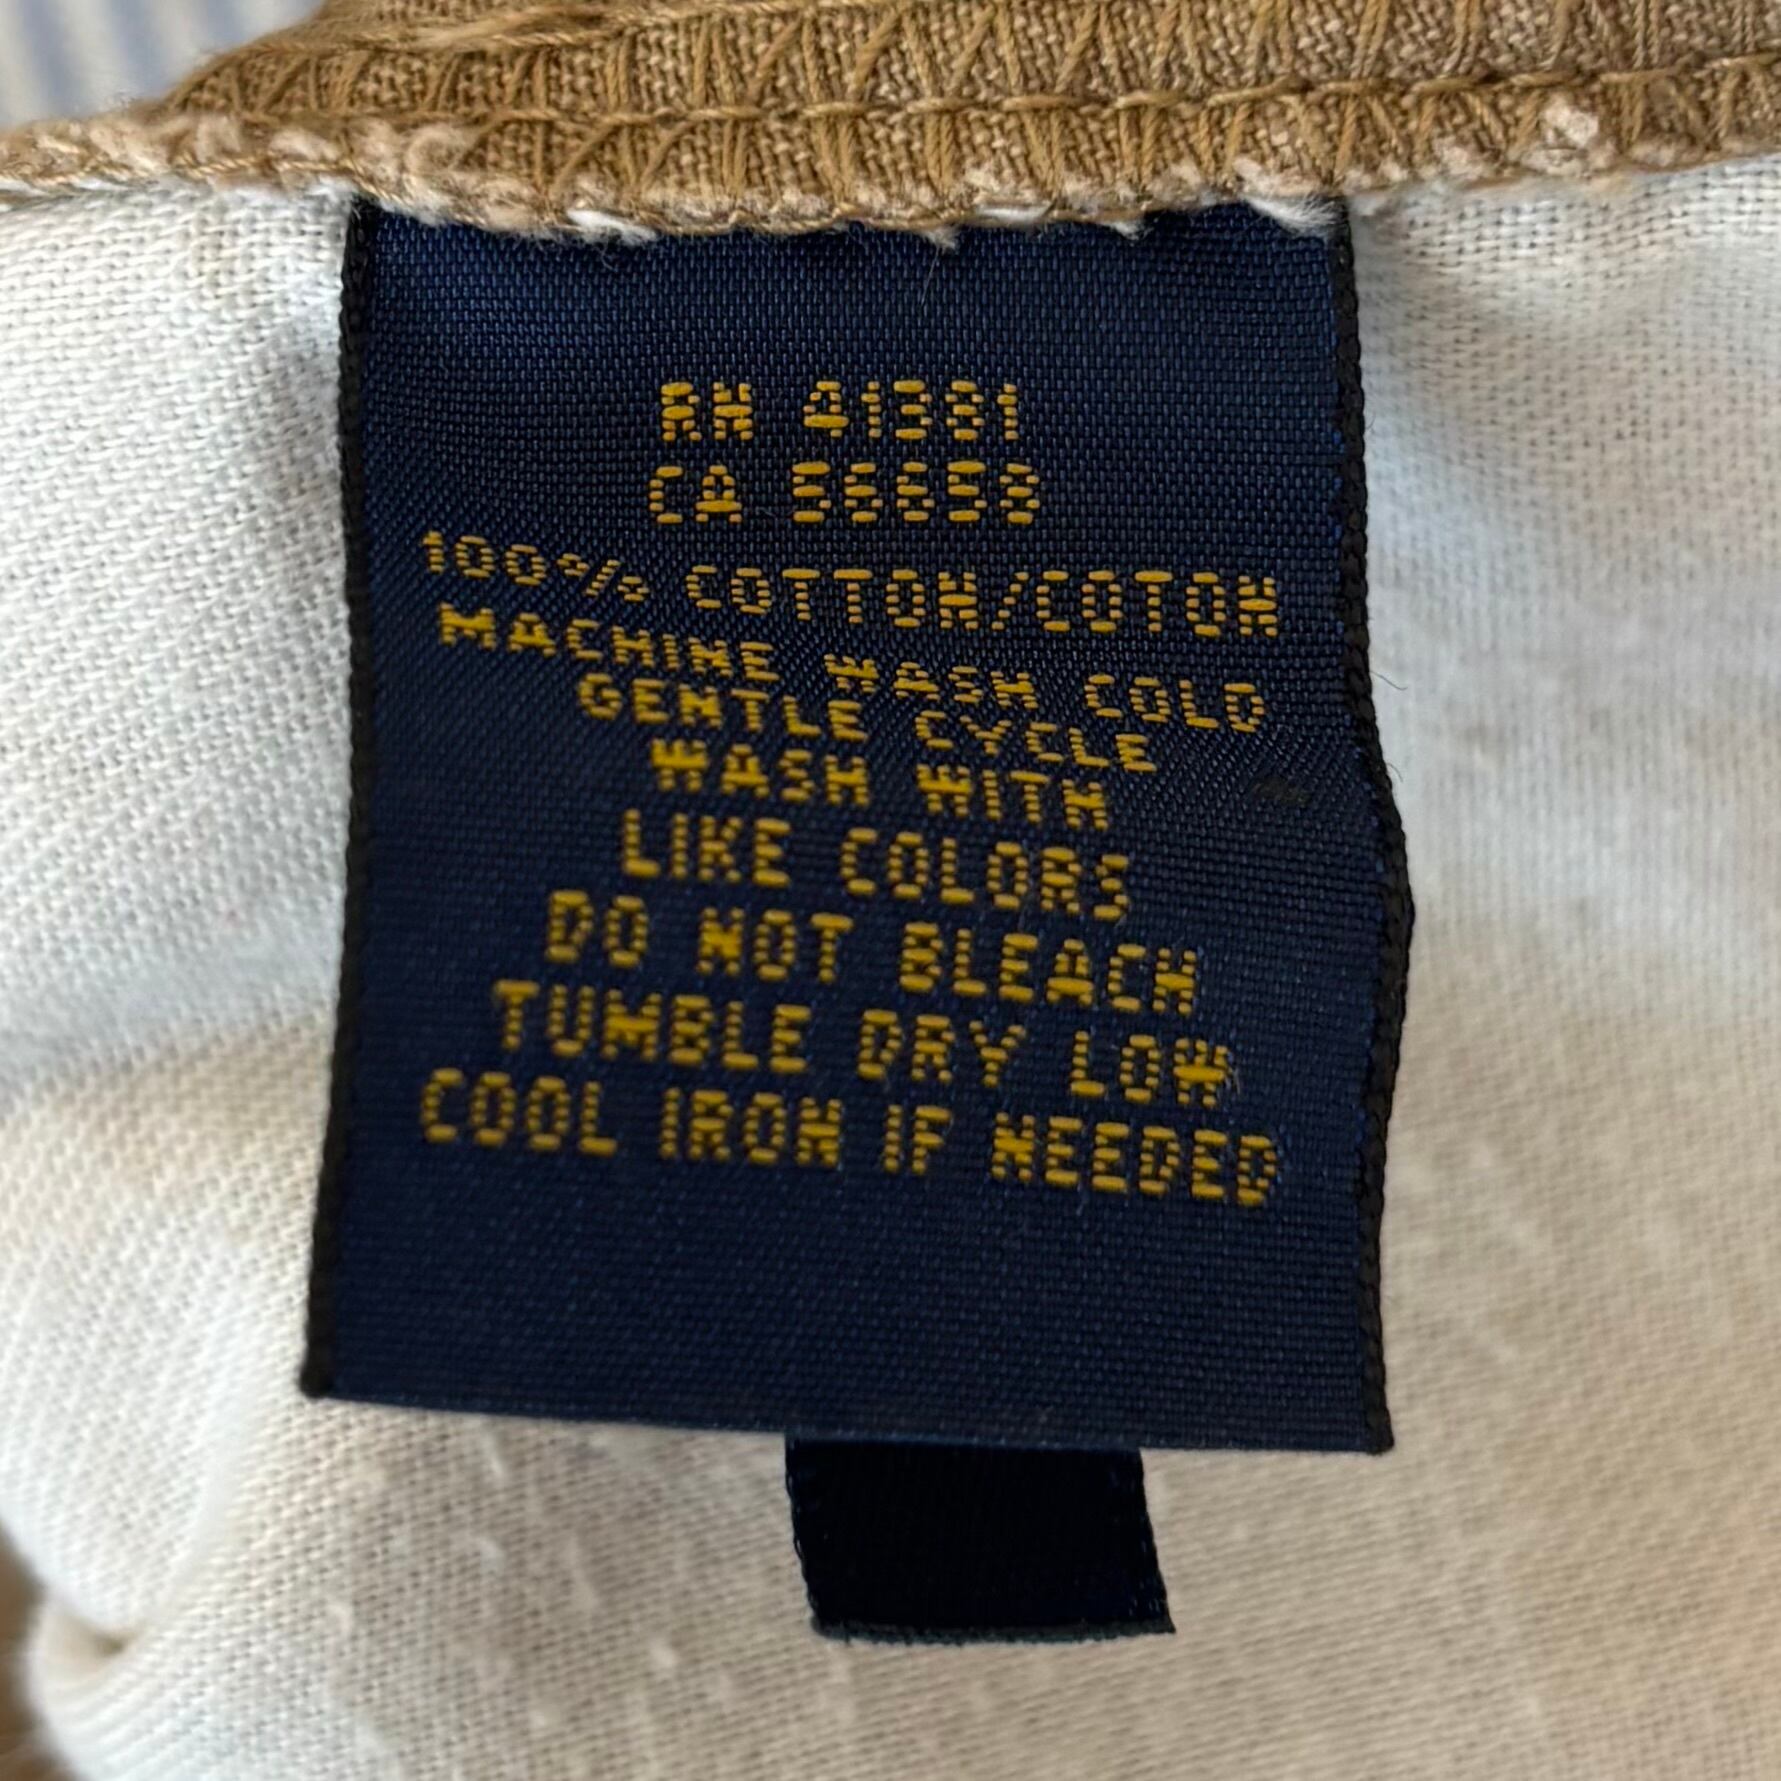 RN 41381
CA 56658
100% COTTON/COTON
MACHINE WASH COLD
GENTLE CYCLE
WASH WITH
LIKE COLORS
DO NOT BLEACH
TUMBLE DRY LOW
COOL IRON IF NEEDED